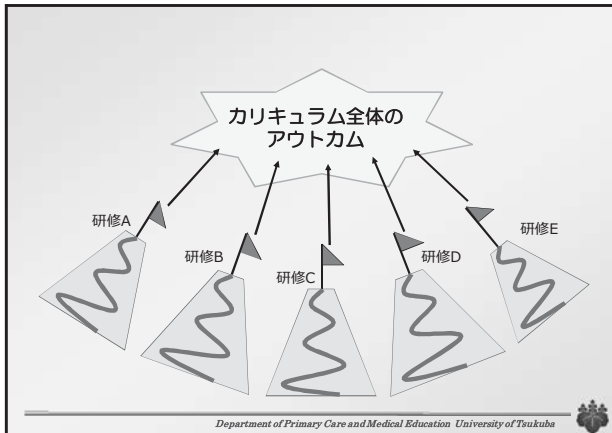 カリキュラム全体の
アウトカム
研修A
研修B
研修C
研修D
研修E
Department of Primary Care and Medical Education University of Tsukuba